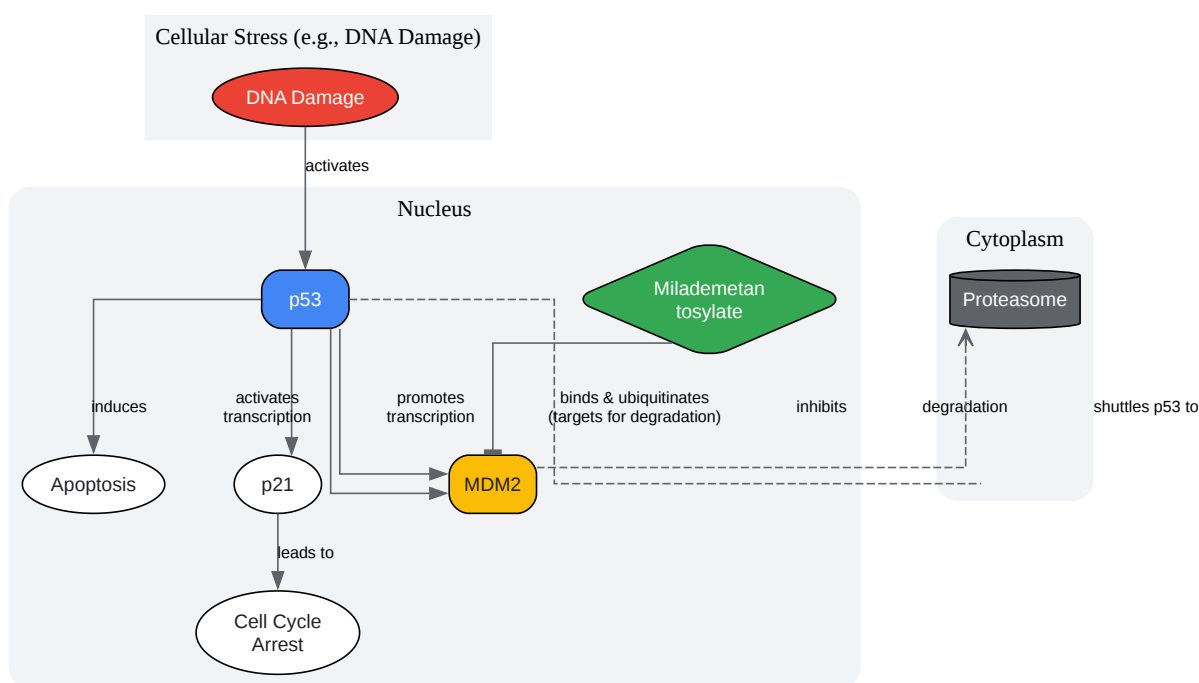 Cellular Stress (e.g., DNA Damage)
DNA Damage
activates
Nucleus
Cytoplasm
p53
Milademetan
tosylate
Proteasome
induces
activates
transcription
promotes
transcription
binds & ubiquitinates
(targets for degradation)
inhibits
degradation
shuttles p53 to
Apoptosis
p21
MDM2
leads to
Cell Cycle
Arrest